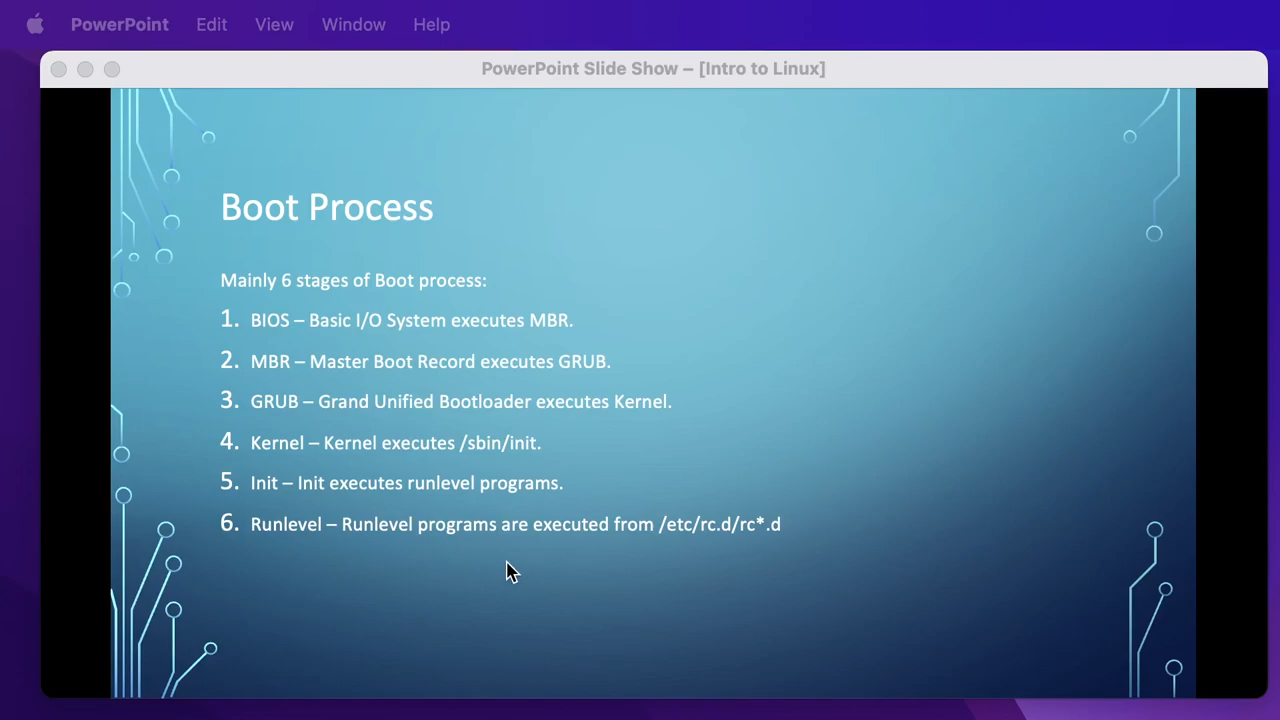 PowerPoint Edit View Window Help
PowerPoint Slide Show – [Intro to Linux]
Boot Process
Mainly 6 stages of Boot process:
1. BIOS – Basic I/O System executes MBR.
2. MBR – Master Boot Record executes GRUB.
3. GRUB – Grand Unified Bootloader executes Kernel.
4. Kernel – Kernel executes /sbin/init.
5. Init – Init executes runlevel programs.
6. Runlevel – Runlevel programs are executed from /etc/rc.d/rc*.d